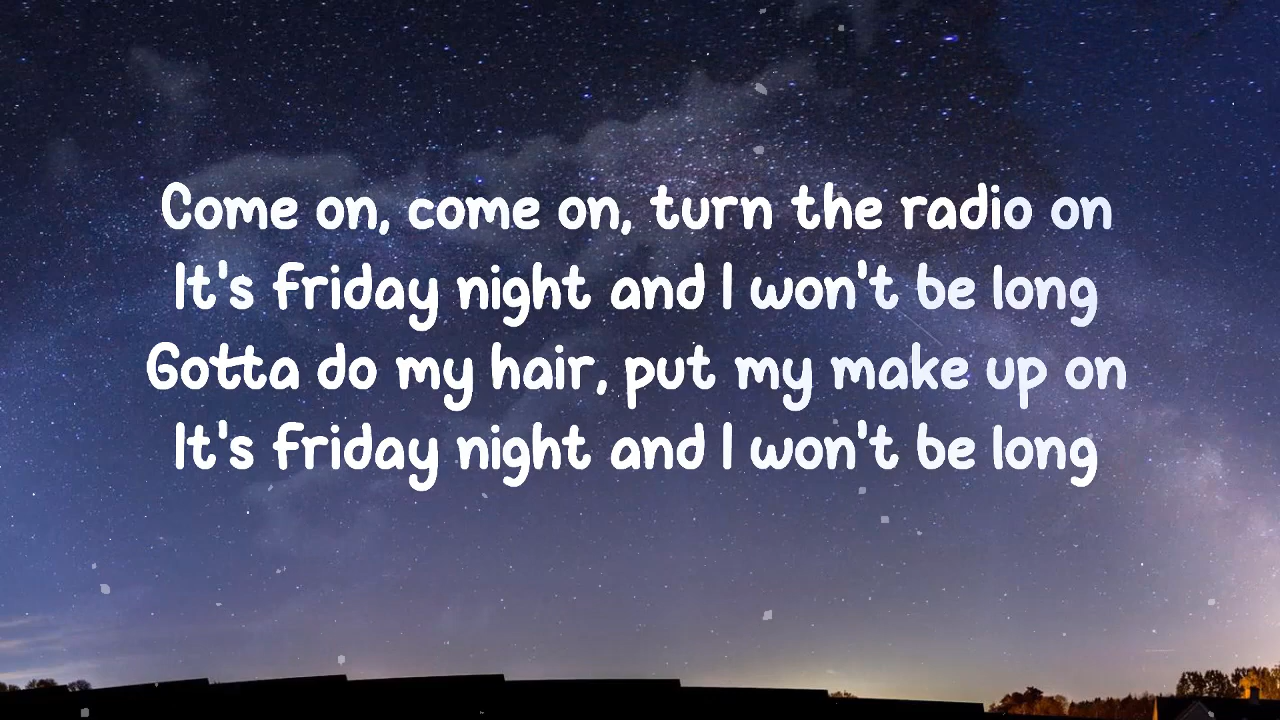 Come on, come on, turn the radio on
It's Friday night and I won't be long
Gotta do my hair, put my make up on
It's Friday night and I won't be long